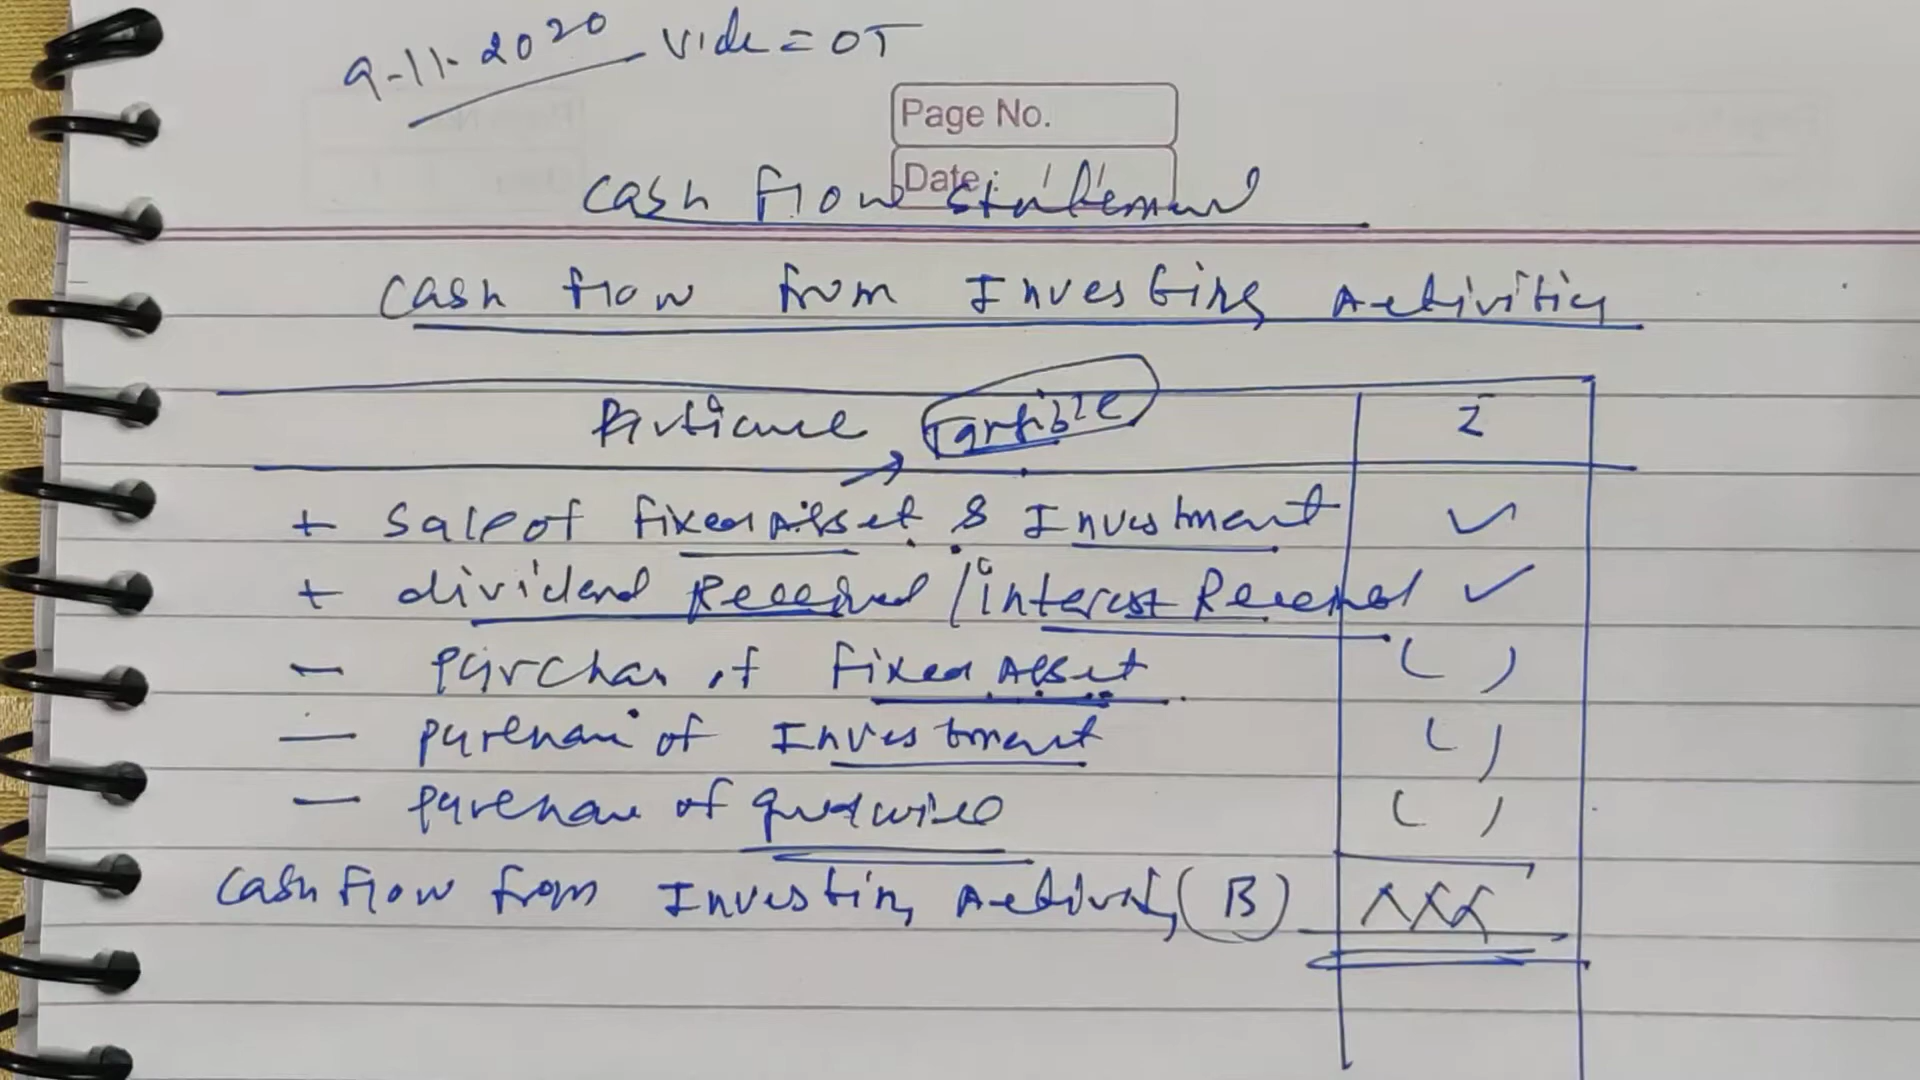 9-11-2020 Vide = 07
Page No.
Date : / /
Cash flow statement
Cash flow from Investing Activities
Particular Tangible ₹
+ Sale of fixed Asset & Investment ✓
+ dividend Received / interest Received ✓
- purchase of fixed Asset ( )
- purchase of Investment ( )
- purchase of goodwill ( )
Cash flow from Investing Activity (B) XXX